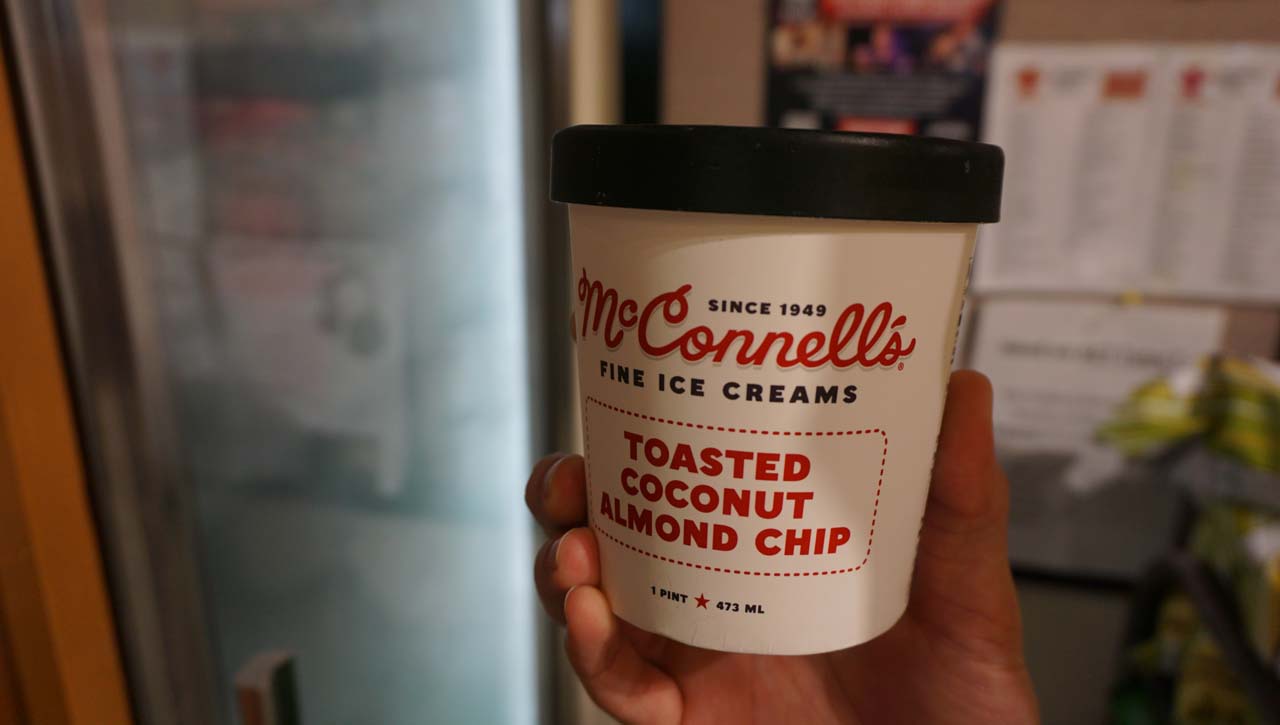 SINCE 1949
McConnell's®
FINE ICE CREAMS
TOASTED
COCONUT
ALMOND CHIP
1 PINT ★ 473 ML